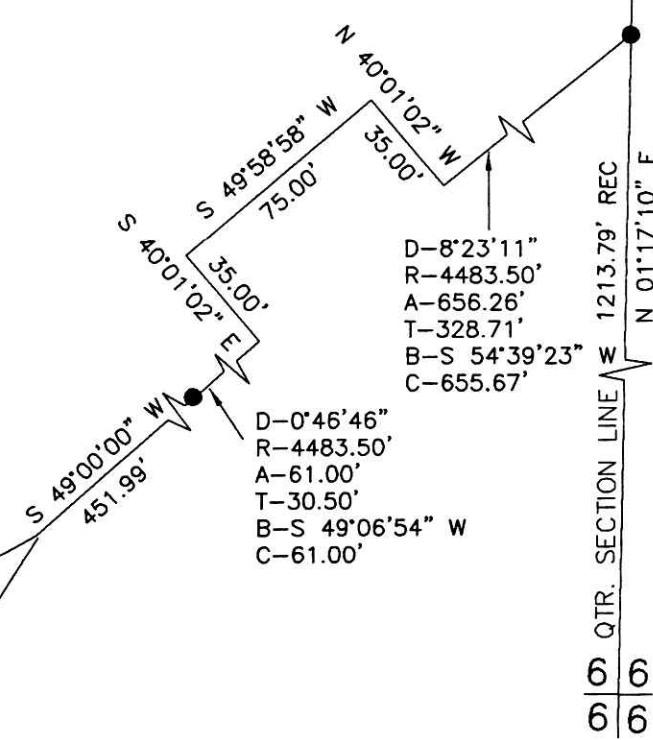 N 40°01'02" W
35.00'
S 49°58'58" W
75.00'
S 40°01'02" E
35.00'
D-8°23'11"
R-4483.50'
A-656.26'
T-328.71'
B-S 54°39'23" W
C-655.67'
S 49°00'00" W
451.99'
D-0°46'46"
R-4483.50'
A-61.00'
T-30.50'
B-S 49°06'54" W
C-61.00'
QTR. SECTION LINE 1213.79' REC
N 01°17'10" E
6 6
6 6